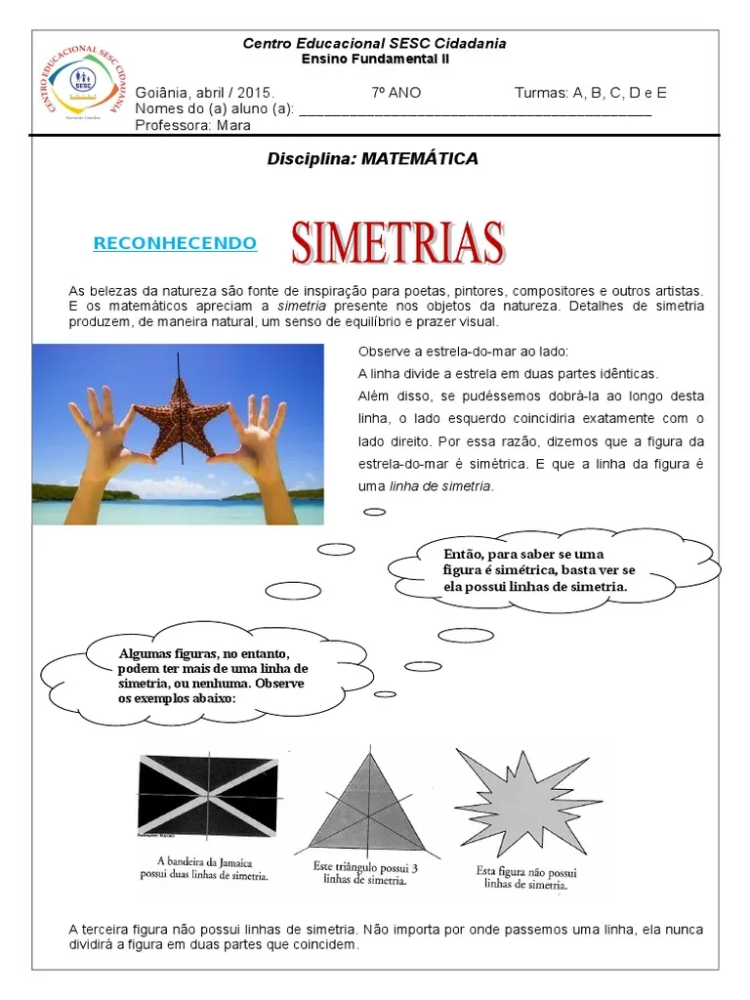 CENTRO EDUCACIONAL SESC CIDADANIA
SESC
Centro Educacional SESC Cidadania
Ensino Fundamental II
Goiânia, abril / 2015. 7º ANO Turmas: A, B, C, D e E
Nomes do (a) aluno (a): ___________________________________________
Professora: Mara
Disciplina: MATEMÁTICA
RECONHECENDO SIMETRIAS
As belezas da natureza são fonte de inspiração para poetas, pintores, compositores e outros artistas.
E os matemáticos apreciam a simetria presente nos objetos da natureza. Detalhes de simetria
produzem, de maneira natural, um senso de equilíbrio e prazer visual.
Observe a estrela-do-mar ao lado:
A linha divide a estrela em duas partes idênticas.
Além disso, se pudéssemos dobrá-la ao longo desta
linha, o lado esquerdo coincidiria exatamente com o
lado direito. Por essa razão, dizemos que a figura da
estrela-do-mar é simétrica. E que a linha da figura é
uma linha de simetria.
Então, para saber se uma
figura é simétrica, basta ver se
ela possui linhas de simetria.
Algumas figuras, no entanto,
podem ter mais de uma linha de
simetria, ou nenhuma. Observe
os exemplos abaixo:
A bandeira da Jamaica
possui duas linhas de simetria.
Este triângulo possui 3
linhas de simetria.
Esta figura não possui
linhas de simetria.
A terceira figura não possui linhas de simetria. Não importa por onde passemos uma linha, ela nunca
dividirá a figura em duas partes que coincidem.